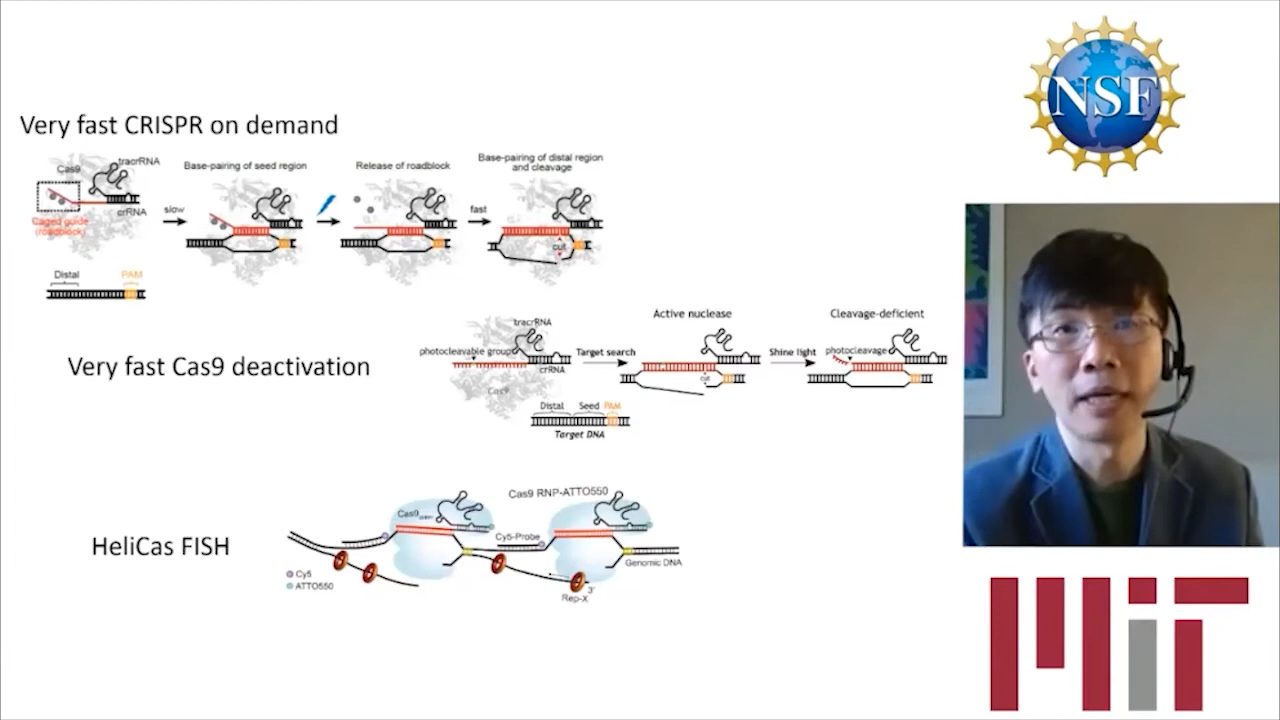 NSF
Very fast CRISPR on demand
Cas9
tracrRNA
crRNA
Caged guide
(roadblock)
Distal
PAM
slow
Base-pairing of seed region
Release of roadblock
fast
Base-pairing of distal region
and cleavage
cut
Very fast Cas9 deactivation
photocleavable group
tracrRNA
crRNA
Cas9
Target search
Distal
Seed
PAM
Target DNA
Active nuclease
cut
Shine light
Cleavage-deficient
photocleavage
HeliCas FISH
Cas9
Cas9 RNP-ATTO550
Cy5-Probe
Genomic DNA
Cy5
ATTO550
Rep-X
3'
MIT